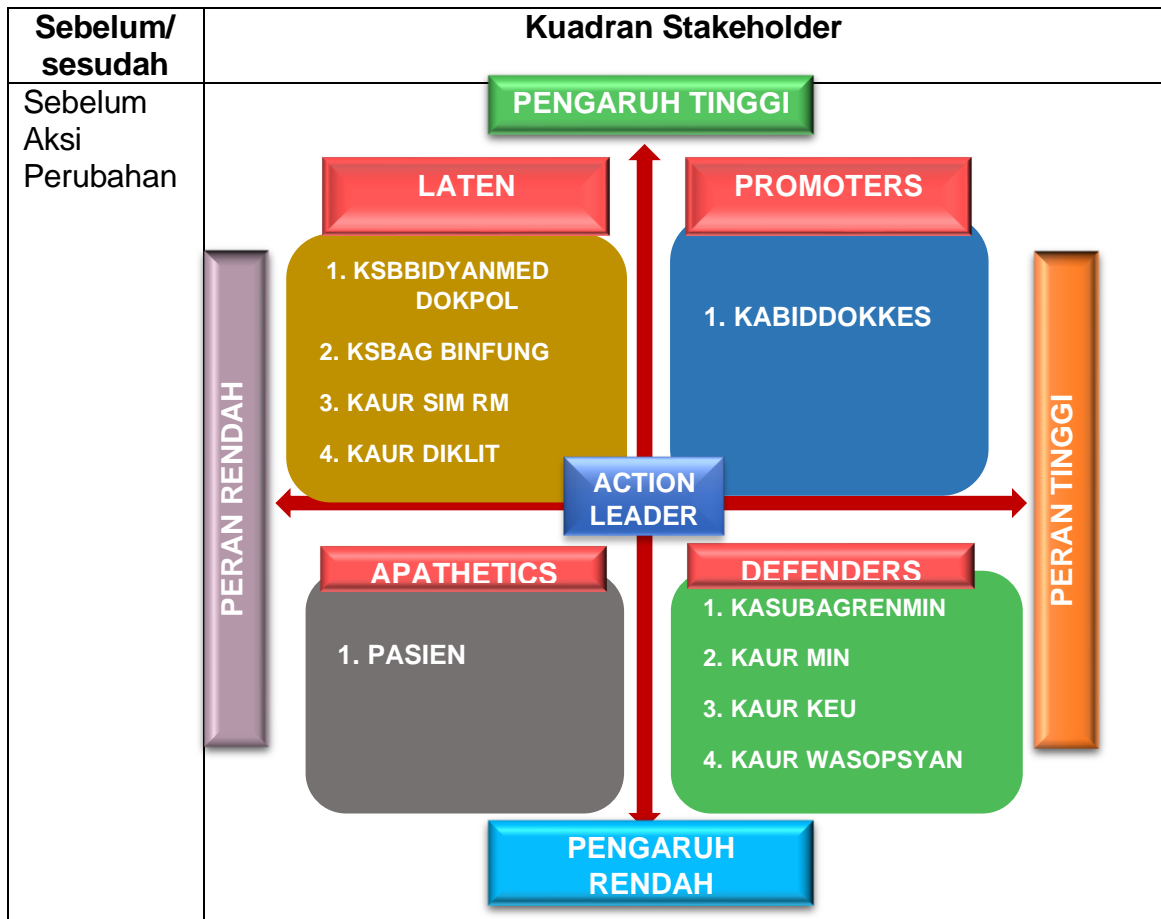 Sebelum/
sesudah
Kuadran Stakeholder
Sebelum
Aksi
Perubahan
PENGARUH TINGGI
LATEN
PROMOTERS
1. KSBBIDYANMED
DOKPOL
2. KSBAG BINFUNG
3. KAUR SIM RM
4. KAUR DIKLIT
1. KABIDDOKKES
PERAN RENDAH
PERAN TINGGI
ACTION
LEADER
APATHETICS
DEFENDERS
1. PASIEN
1. KASUBAGRENMIN
2. KAUR MIN
3. KAUR KEU
4. KAUR WASOPSYAN
PENGARUH
RENDAH